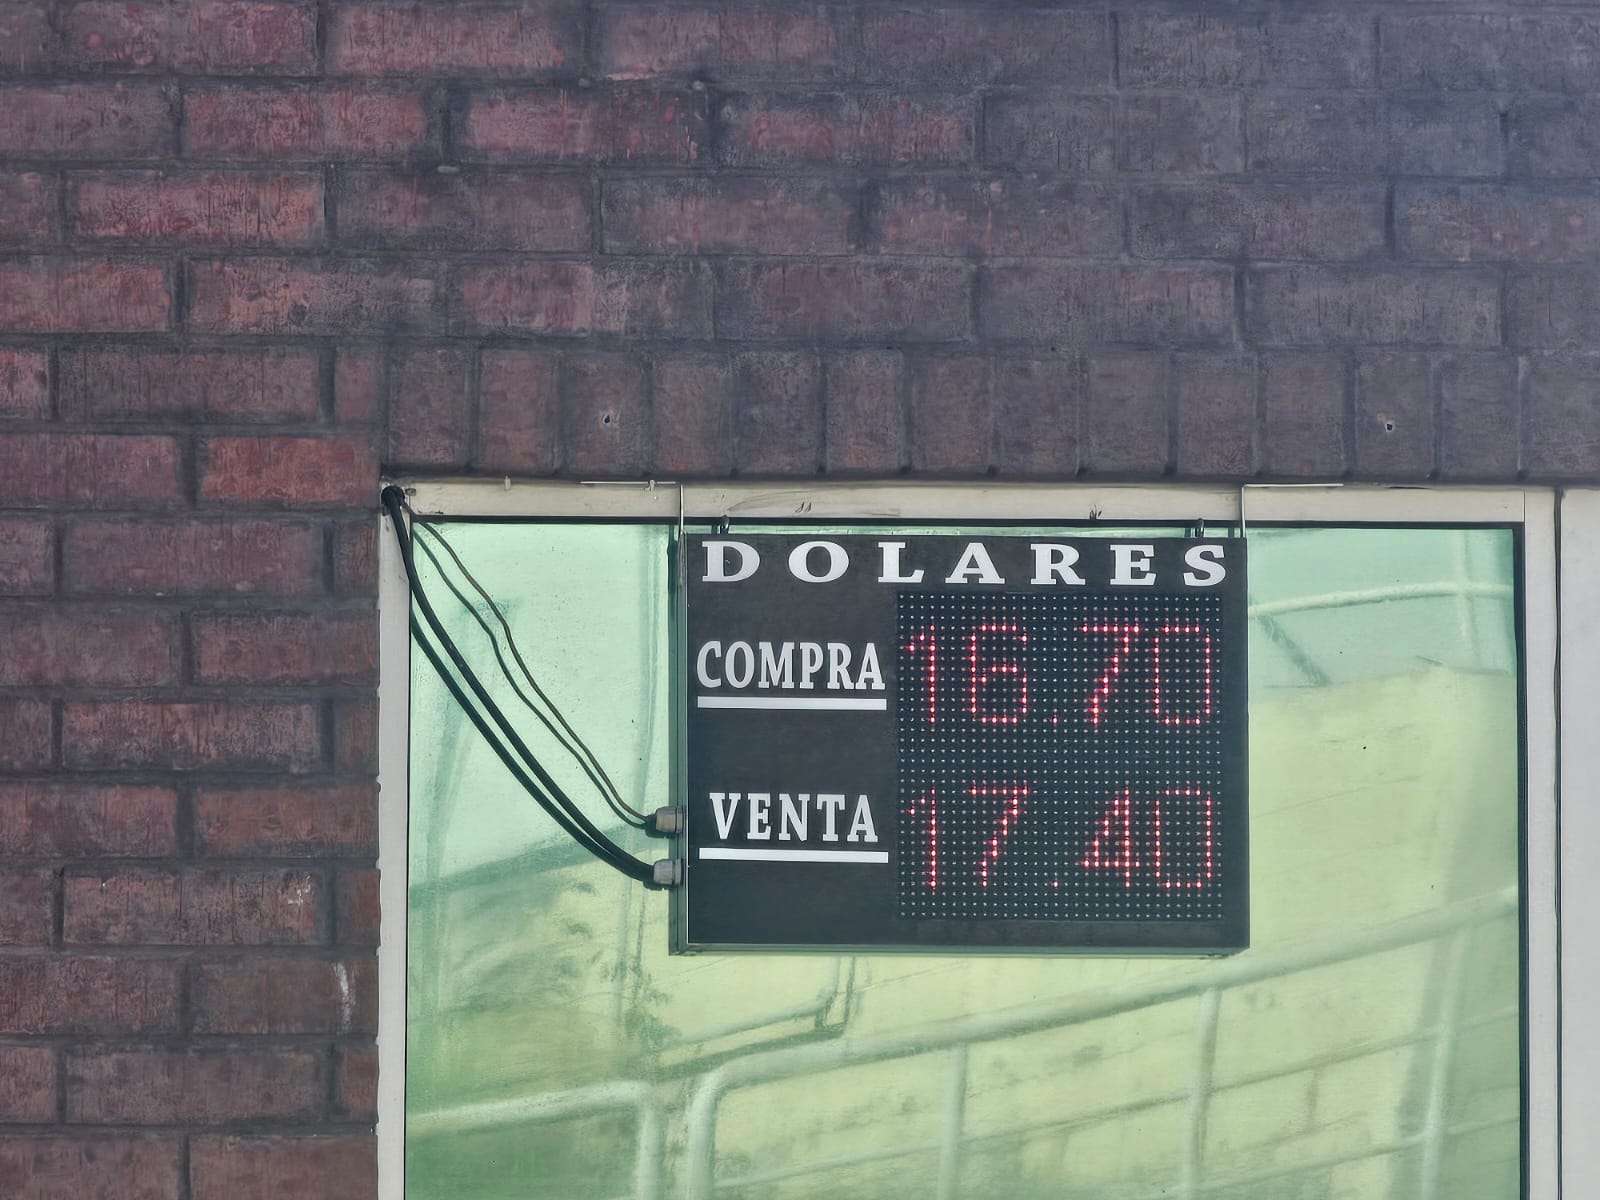 DOLARES
COMPRA 16.70
VENTA 17.40